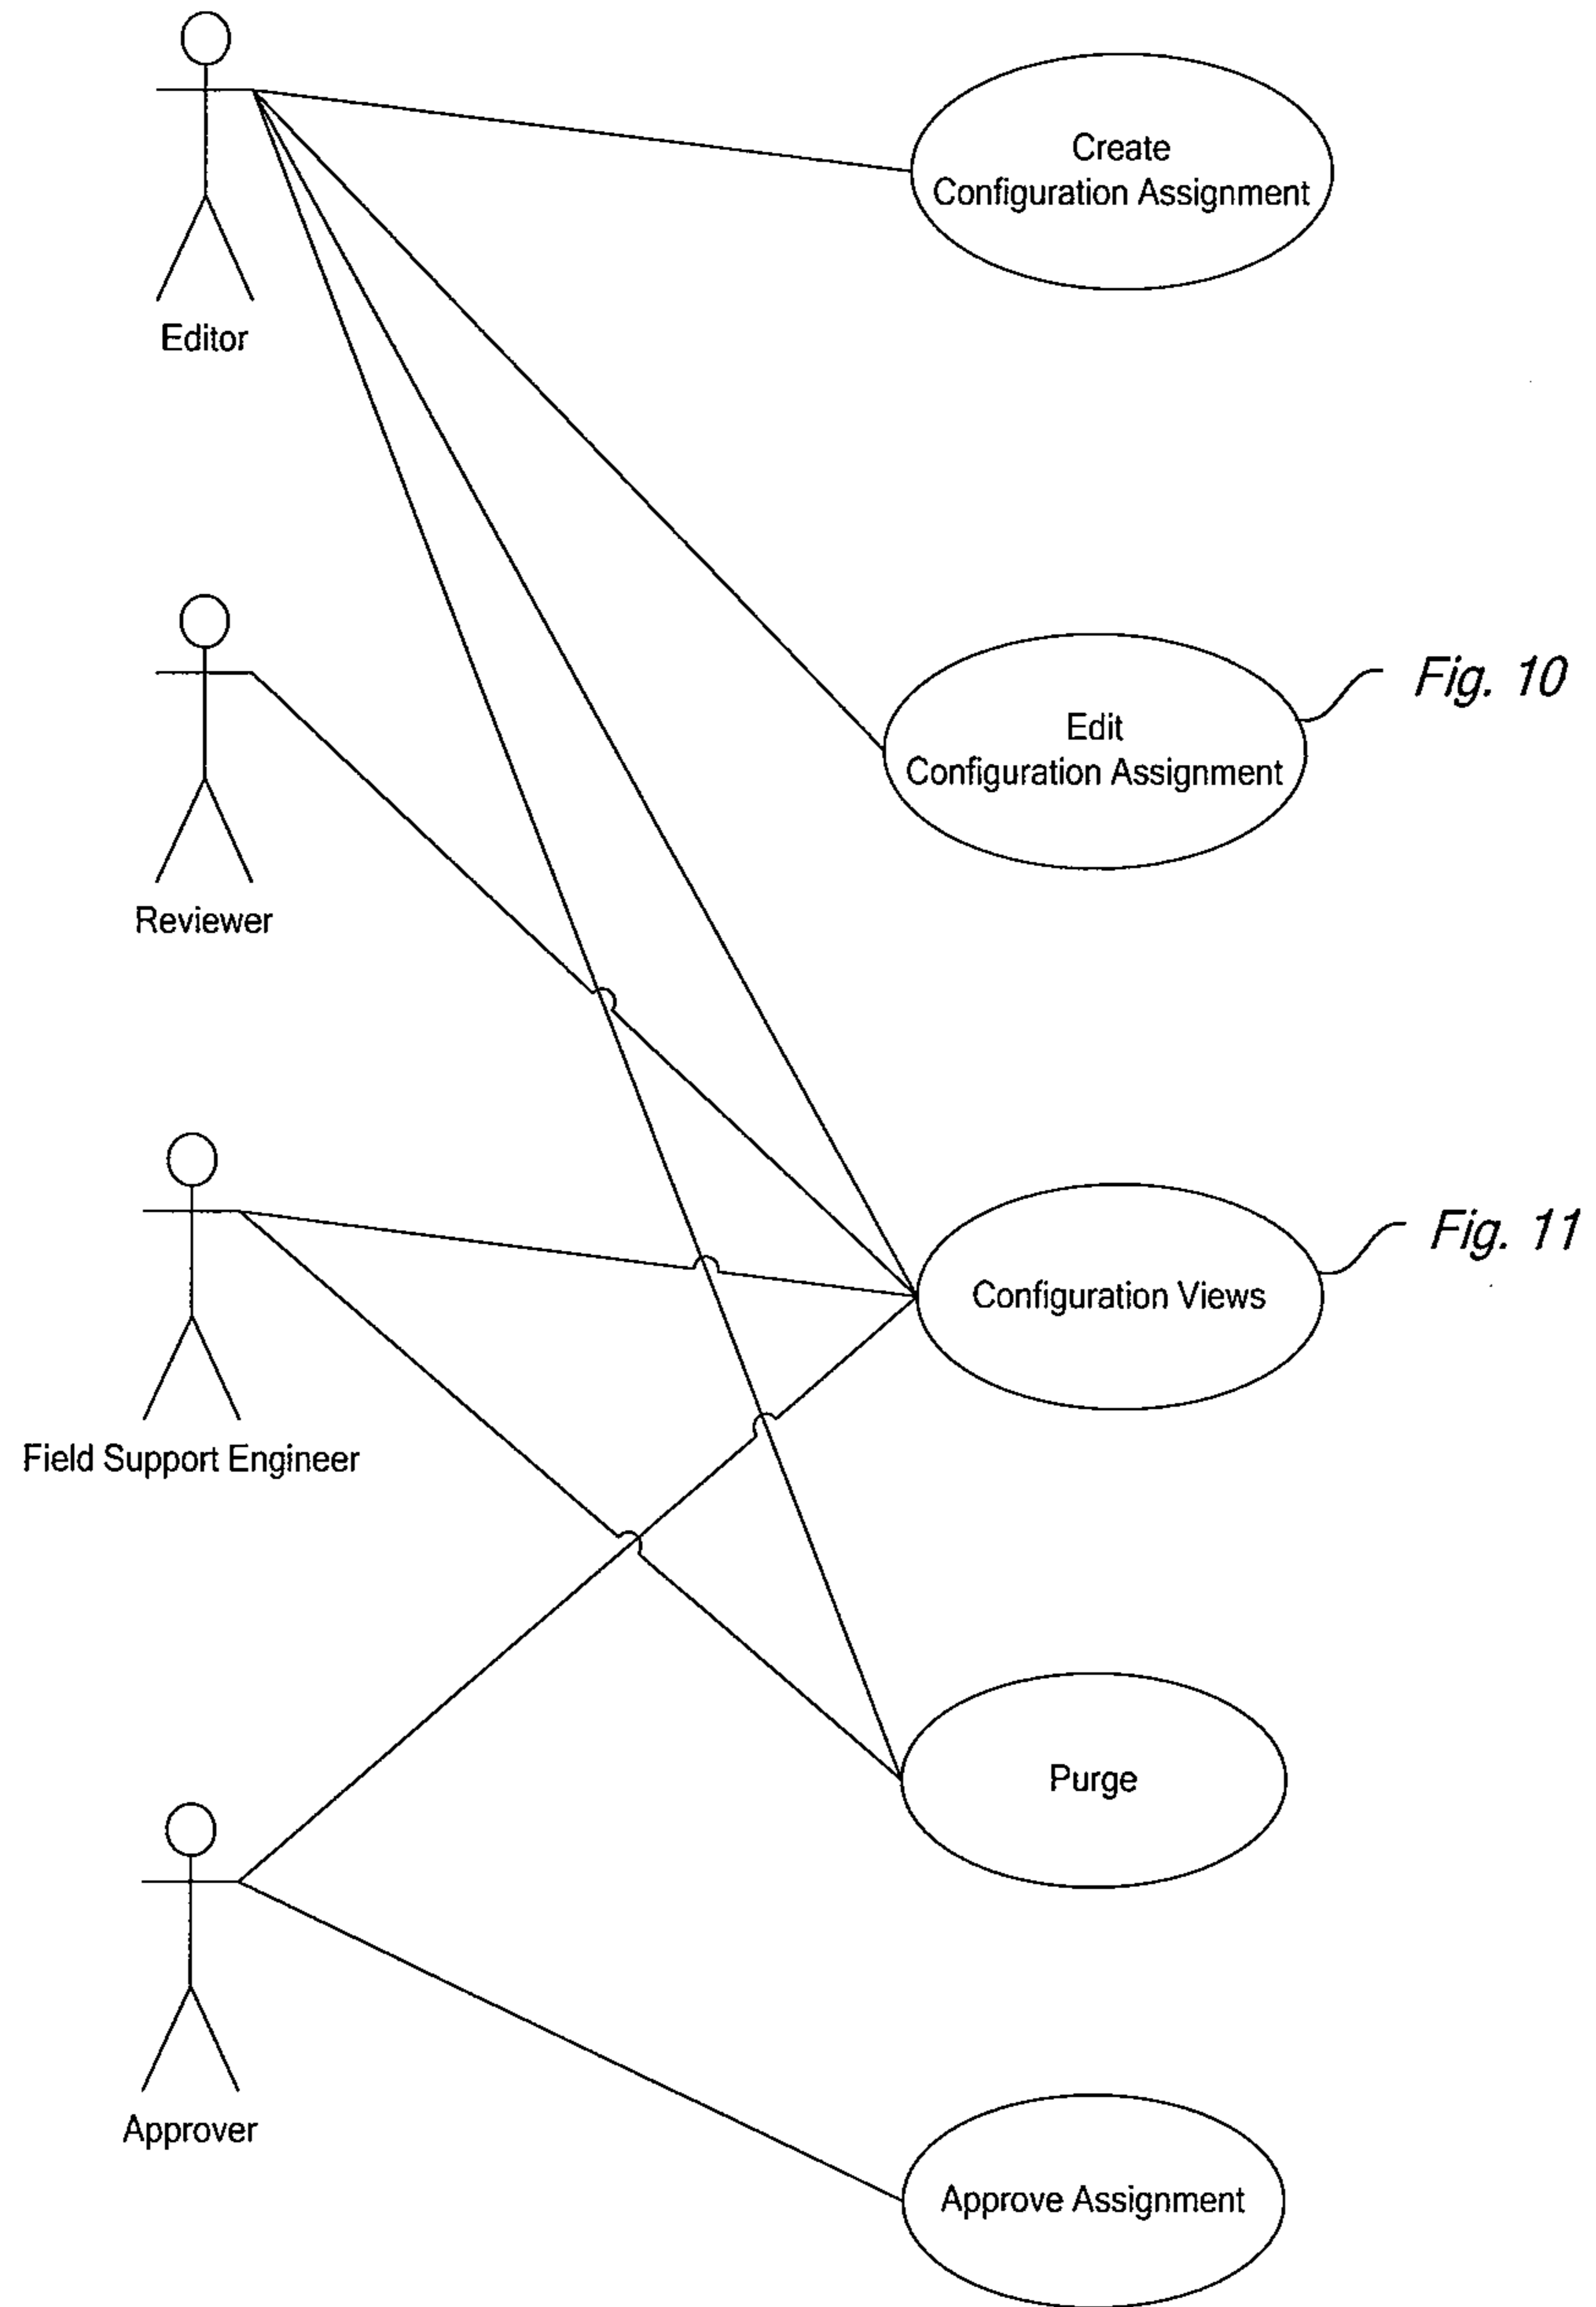 Create
Configuration Assignment
Editor
Edit
Configuration Assignment
Fig. 10
Reviewer
Configuration Views
Fig. 11
Field Support Engineer
Purge
Approver
Approve Assignment